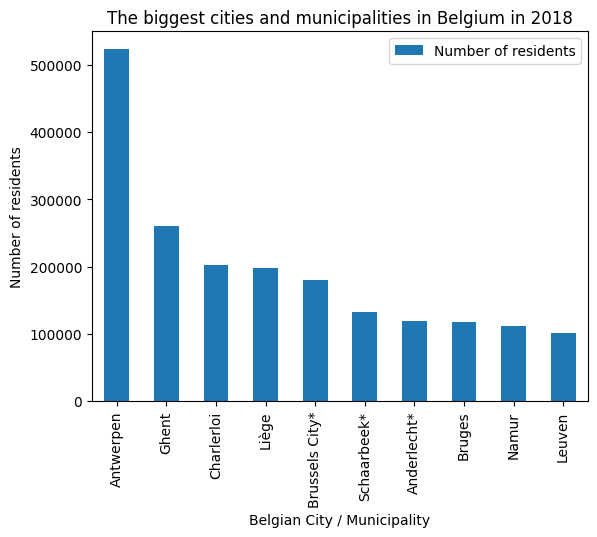 The biggest cities and municipalities in Belgium in 2018
Number of residents
500000
400000
300000
200000
100000
0
Number of residents
Antwerpen
Ghent
Charlerloi
Liège
Brussels City*
Schaarbeek*
Anderlecht*
Bruges
Namur
Leuven
Belgian City / Municipality